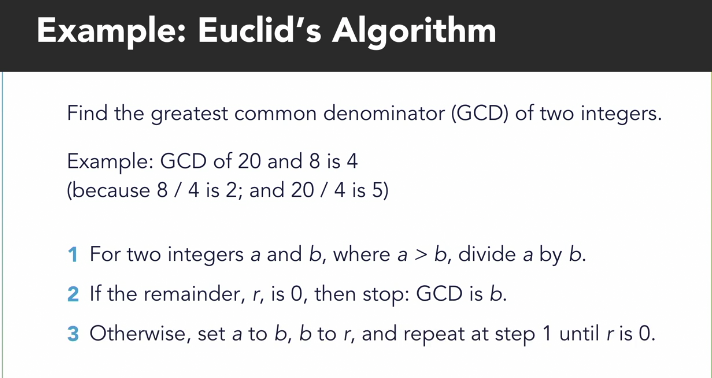 Example: Euclid’s Algorithm
Find the greatest common denominator (GCD) of two integers.
Example: GCD of 20 and 8 is 4
(because 8 / 4 is 2; and 20 / 4 is 5)
1 For two integers a and b, where a > b, divide a by b.
2 If the remainder, r, is 0, then stop: GCD is b.
3 Otherwise, set a to b, b to r, and repeat at step 1 until r is 0.